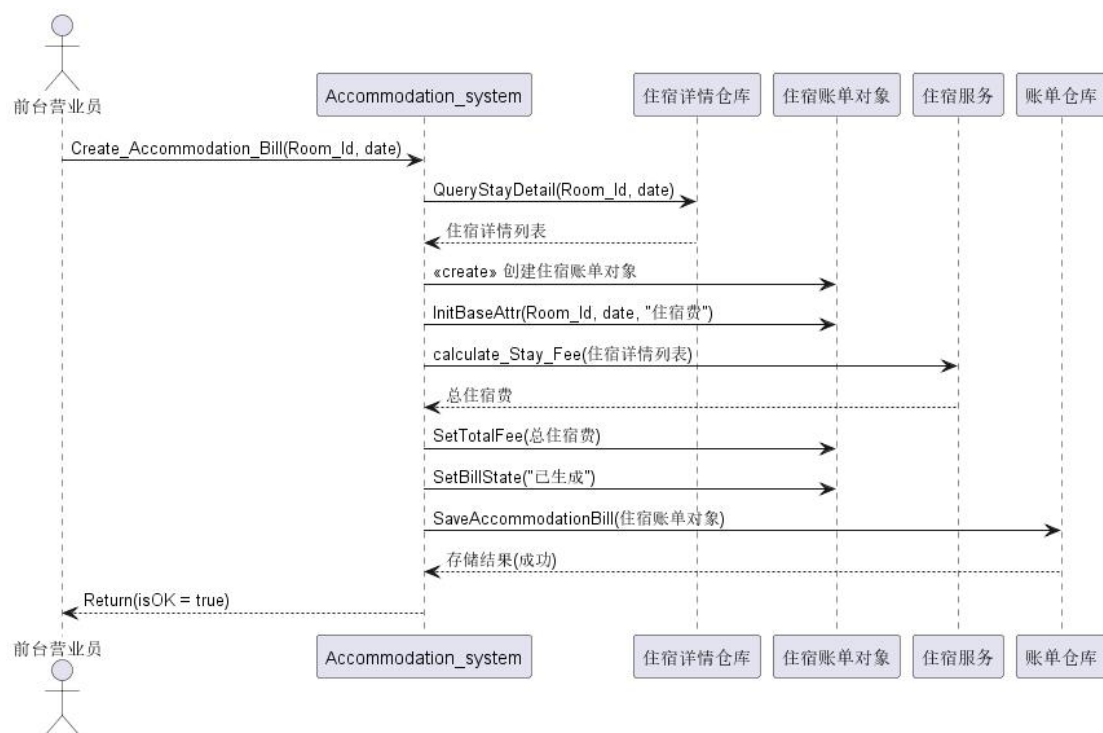 前台营业员
Accommodation_system
住宿详情仓库
住宿账单对象
住宿服务
账单仓库
Create_Accommodation_Bill(Room_Id, date)
QueryStayDetail(Room_Id, date)
住宿详情列表
«create» 创建住宿账单对象
InitBaseAttr(Room_Id, date, "住宿费")
calculate_Stay_Fee(住宿详情列表)
总住宿费
SetTotalFee(总住宿费)
SetBillState("已生成")
SaveAccommodationBill(住宿账单对象)
存储结果(成功)
Return(isOK = true)
前台营业员
Accommodation_system
住宿详情仓库
住宿账单对象
住宿服务
账单仓库